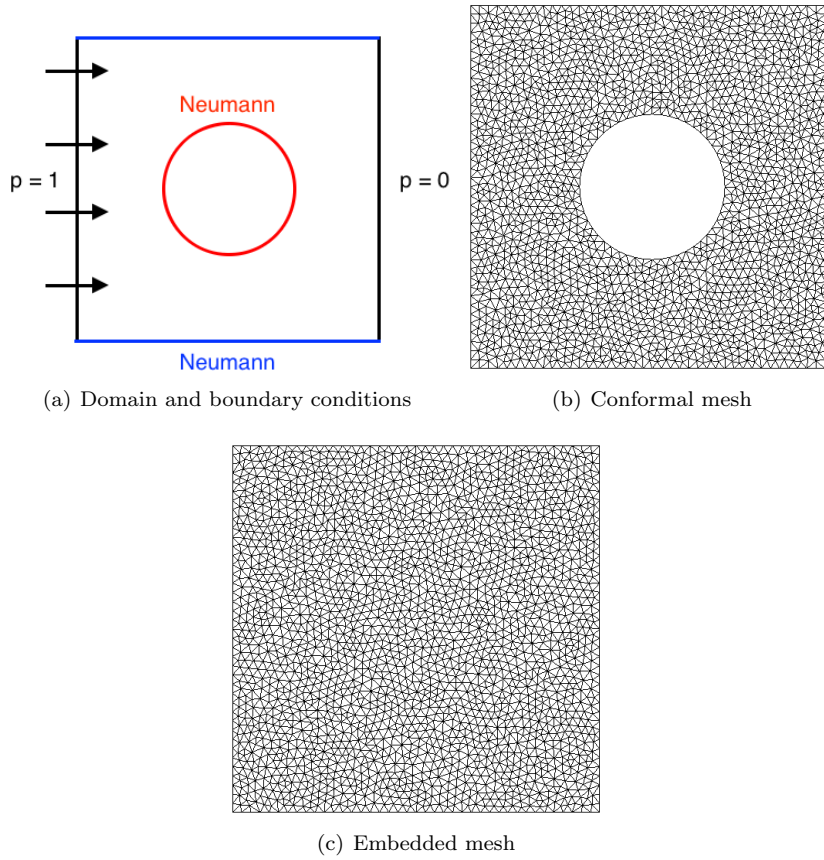 Neumann
p = 1
p = 0
Neumann
(a) Domain and boundary conditions
(b) Conformal mesh
(c) Embedded mesh